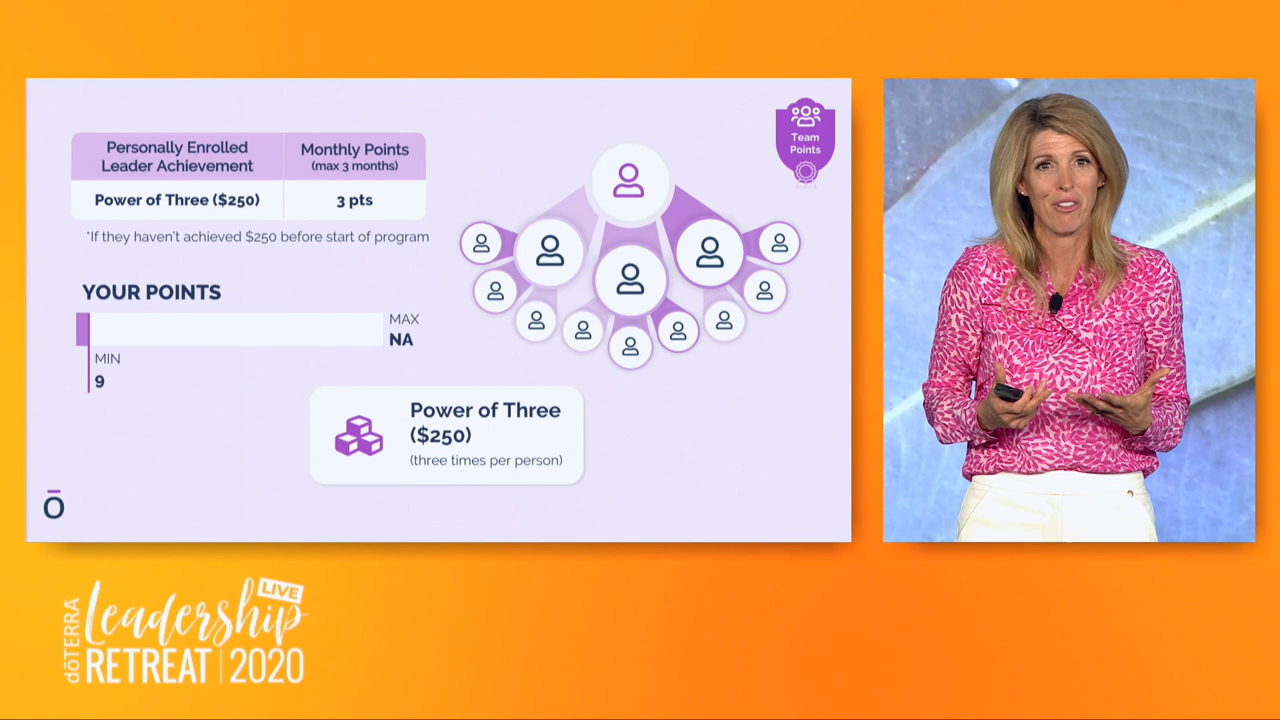 Personally Enrolled
Leader Achievement
Monthly Points
(max 3 months)
Power of Three ($250)
3 pts
*If they haven't achieved $250 before start of program
Team
Points
YOUR POINTS
MAX
NA
MIN
9
Power of Three
($250)
(three times per person)
ō
dōTERRA
Leadership
LIVE
RETREAT | 2020